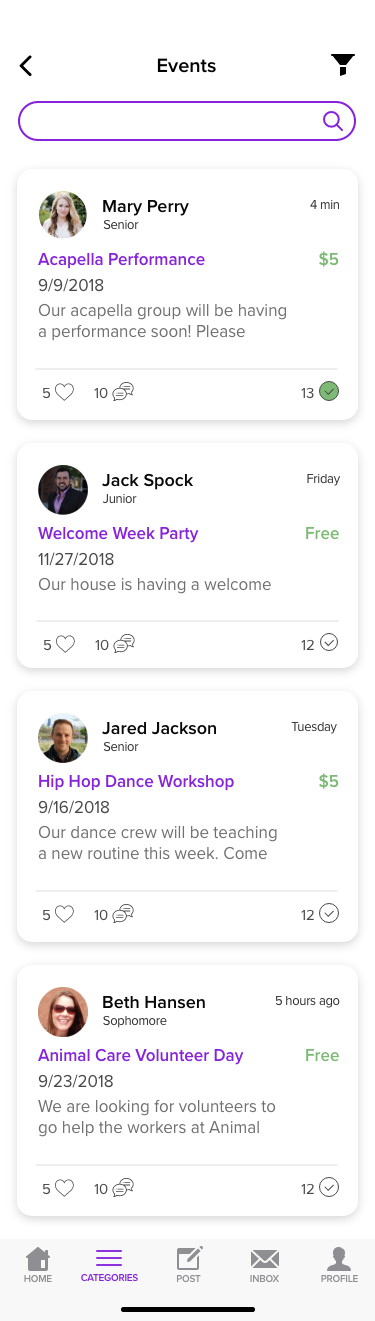 Events
Mary Perry
4 min
Senior
Acapella Performance
$5
9/9/2018
Our acapella group will be having
a performance soon! Please
5
10
13
Jack Spock
Friday
Junior
Welcome Week Party
Free
11/27/2018
Our house is having a welcome
5
10
12
Jared Jackson
Tuesday
Senior
Hip Hop Dance Workshop
$5
9/16/2018
Our dance crew will be teaching
a new routine this week. Come
5
10
12
Beth Hansen
5 hours ago
Sophomore
Animal Care Volunteer Day
Free
9/23/2018
We are looking for volunteers to
go help the workers at Animal
5
10
12
HOME
CATEGORIES
POST
INBOX
PROFILE